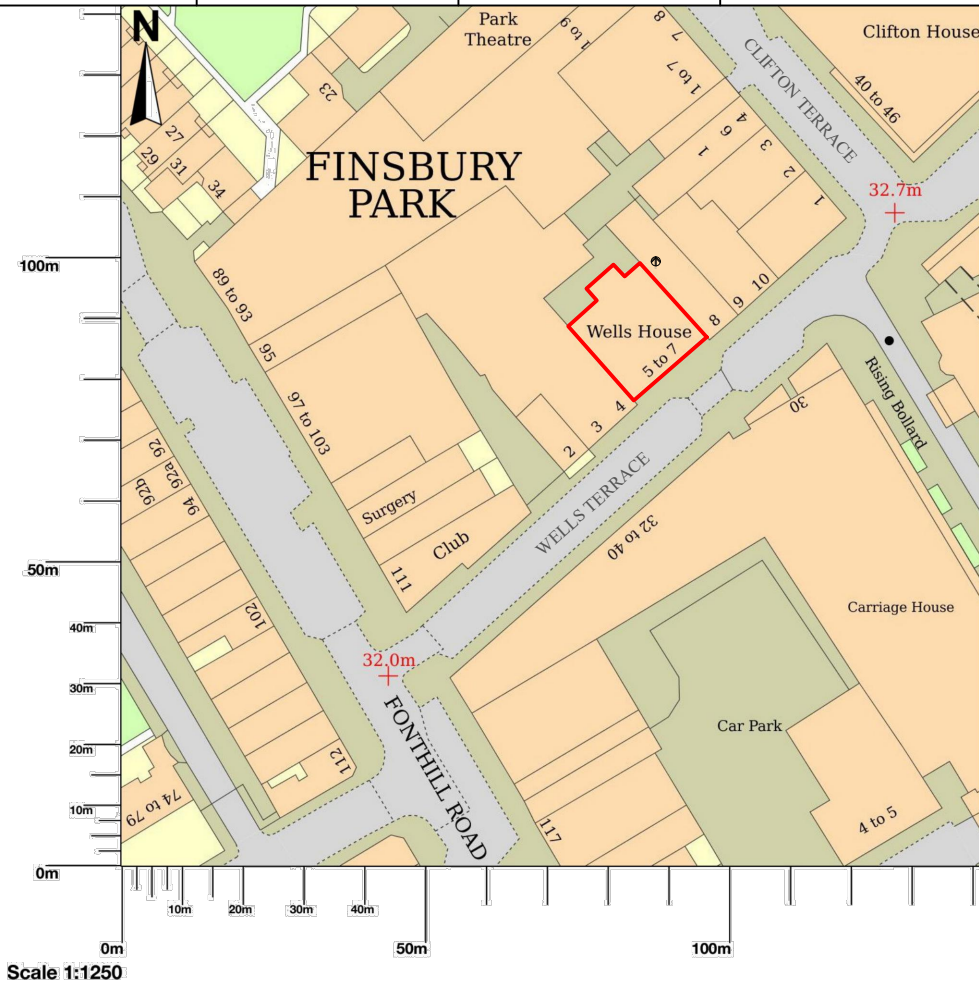 N
Park
Theatre
1 to 9
8
7
1 to 7
CLIFTON TERRACE
Clifton House
40 to 46
23
27
29
31
34
FINSBURY
PARK
4
6
3
1
2
1
32.7m
100m
89 to 93
95
97 to 103
Wells House
5 to 7
8
9
10
4
3
2
30
Rising Bollard
92
92a
92b
94
Surgery
Club
111
WELLS TERRACE
32 to 40
50m
40m
30m
20m
10m
0m
102
Carriage House
32.0m
FONTHILL ROAD
Car Park
112
74 to 79
117
4 to 5
10m
20m
30m
40m
0m
50m
100m
Scale 1:1250